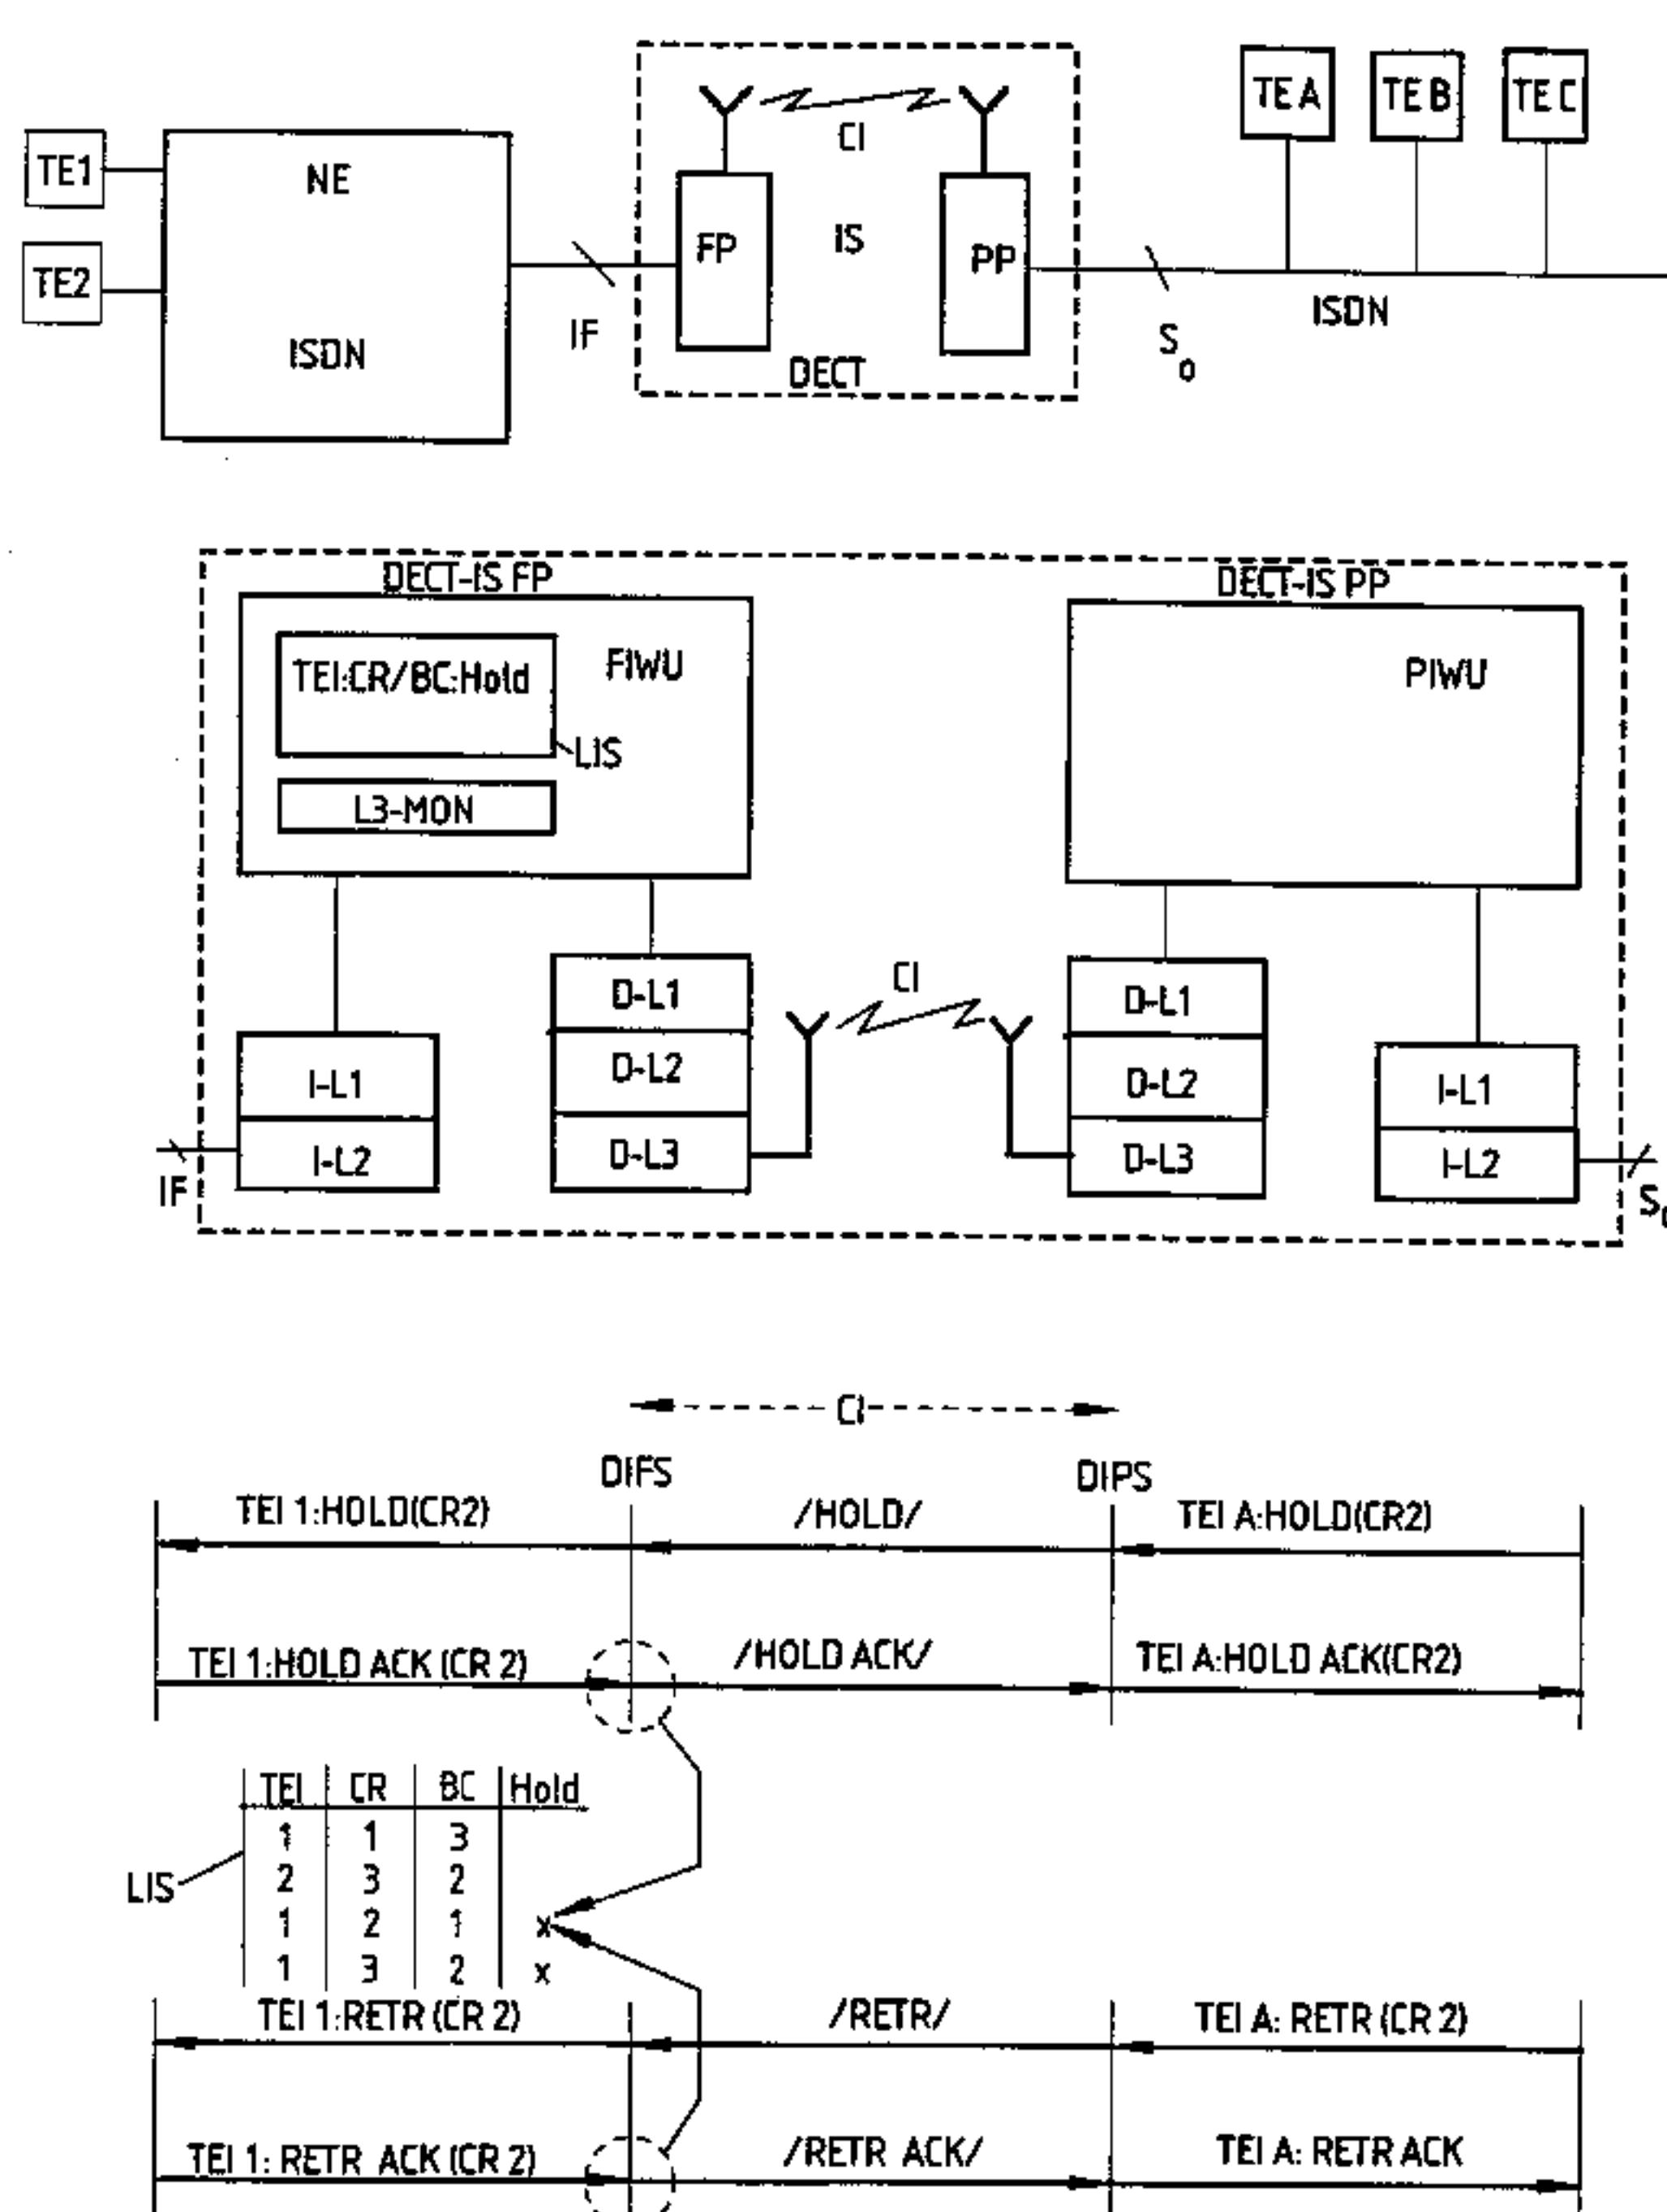 TE1
TE2
NE
ISDN
IF
FP
CI
IS
PP
DECT
S
0
TE A
TE B
TE C
ISDN
DECT-IS FP
DECT-IS PP
TEI:CR/BC:Hold
FIWU
LIS
L3-MON
PIWU
I-L1
I-L2
IF
D-L1
D-L2
D-L3
CI
D-L1
D-L2
D-L3
I-L1
I-L2
S
CI
DIFS
DIPS
TEI 1:HOLD(CR2)
/HOLD/
TEI A:HOLD(CR2)
TEI 1:HOLD ACK (CR 2)
/HOLD ACK/
TEI A:HOLD ACK(CR2)
TEI CR BC Hold
1 1 3
2 3 2
1 2 1 x
1 3 2 x
LIS
TEI 1:RETR (CR 2)
/RETR/
TEI A: RETR (CR 2)
TEI 1: RETR ACK (CR 2)
/RETR ACK/
TEI A: RETR ACK